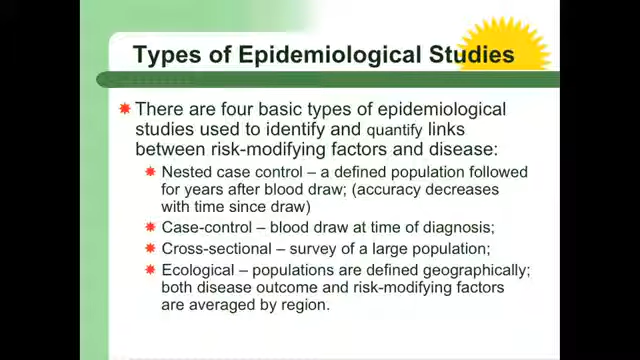 Types of Epidemiological Studies
There are four basic types of epidemiological
studies used to identify and quantify links
between risk-modifying factors and disease:
Nested case control – a defined population followed
for years after blood draw; (accuracy decreases
with time since draw)
Case-control – blood draw at time of diagnosis;
Cross-sectional – survey of a large population;
Ecological – populations are defined geographically;
both disease outcome and risk-modifying factors
are averaged by region.